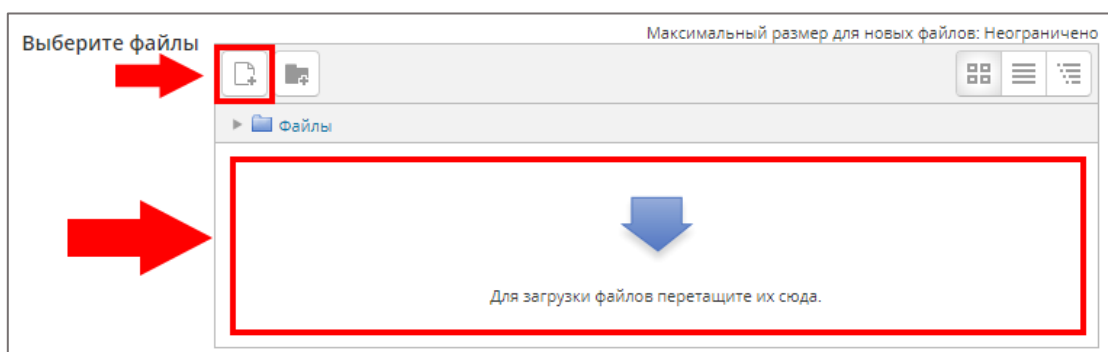 Максимальный размер для новых файлов: Неограничено
Выберите файлы
Файлы
Для загрузки файлов перетащите их сюда.